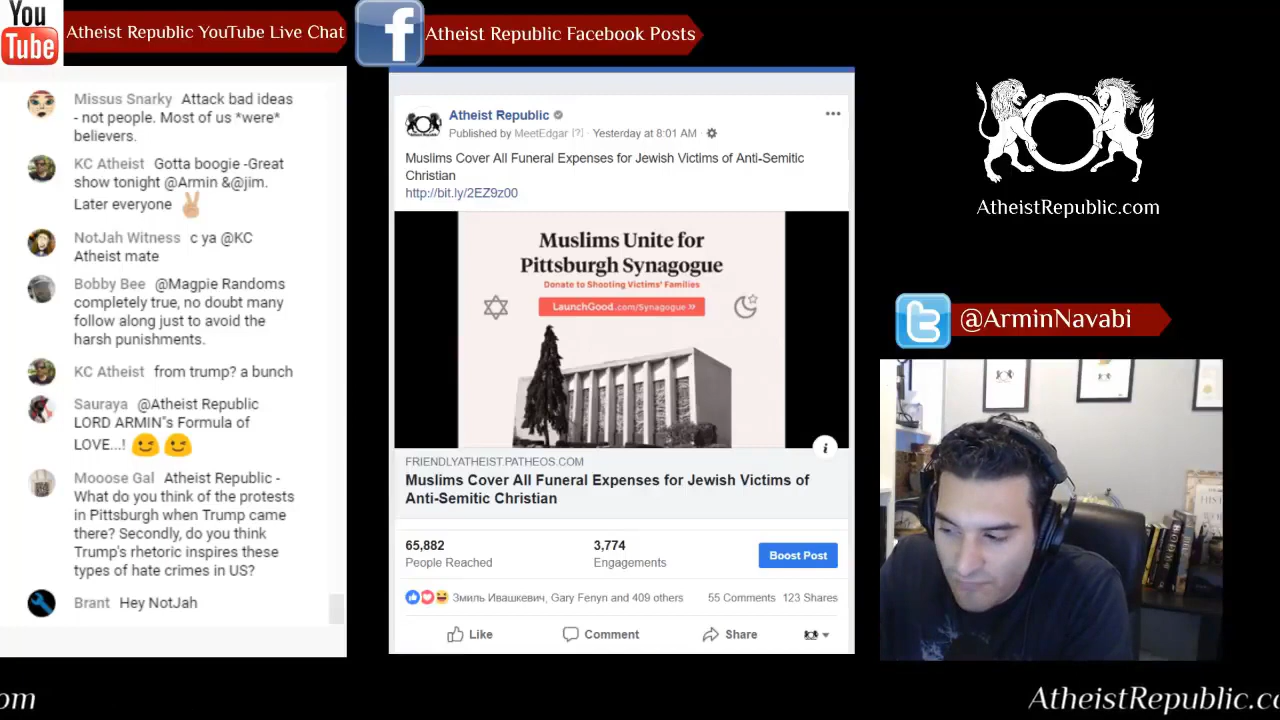 You
Tube
Atheist Republic YouTube Live Chat
f
Atheist Republic Facebook Posts
Missus Snarky Attack bad ideas
- not people. Most of us *were*
believers.
KC Atheist Gotta boogie -Great
show tonight @Armin &@jim.
Later everyone ✌🏼
NotJah Witness c ya @KC
Atheist mate
Bobby Bee @Magpie Randoms
completely true, no doubt many
follow along just to avoid the
harsh punishments.
KC Atheist from trump? a bunch
Sauraya @Atheist Republic
LORD ARMIN"s Formula of
LOVE...! 😉 😉
Mooose Gal Atheist Republic -
What do you think of the protests
in Pittsburgh when Trump came
there? Secondly, do you think
Trump's rhetoric inspires these
types of hate crimes in US?
Brant Hey NotJah
Atheist Republic
Published by MeetEdgar [?] · Yesterday at 8:01 AM ·
Muslims Cover All Funeral Expenses for Jewish Victims of Anti-Semitic
Christian
http://bit.ly/2EZ9z00
Muslims Unite for
Pittsburgh Synagogue
Donate to Shooting Victims' Families
LaunchGood.com/Synagogue »
i
FRIENDLYATHEIST.PATHEOS.COM
Muslims Cover All Funeral Expenses for Jewish Victims of
Anti-Semitic Christian
65,882
People Reached
3,774
Engagements
Boost Post
Змиль Ивашкевич, Gary Fenyn and 409 others
55 Comments 123 Shares
Like
Comment
Share
AtheistRepublic.com
@ArminNavabi
om
AtheistRepublic.co